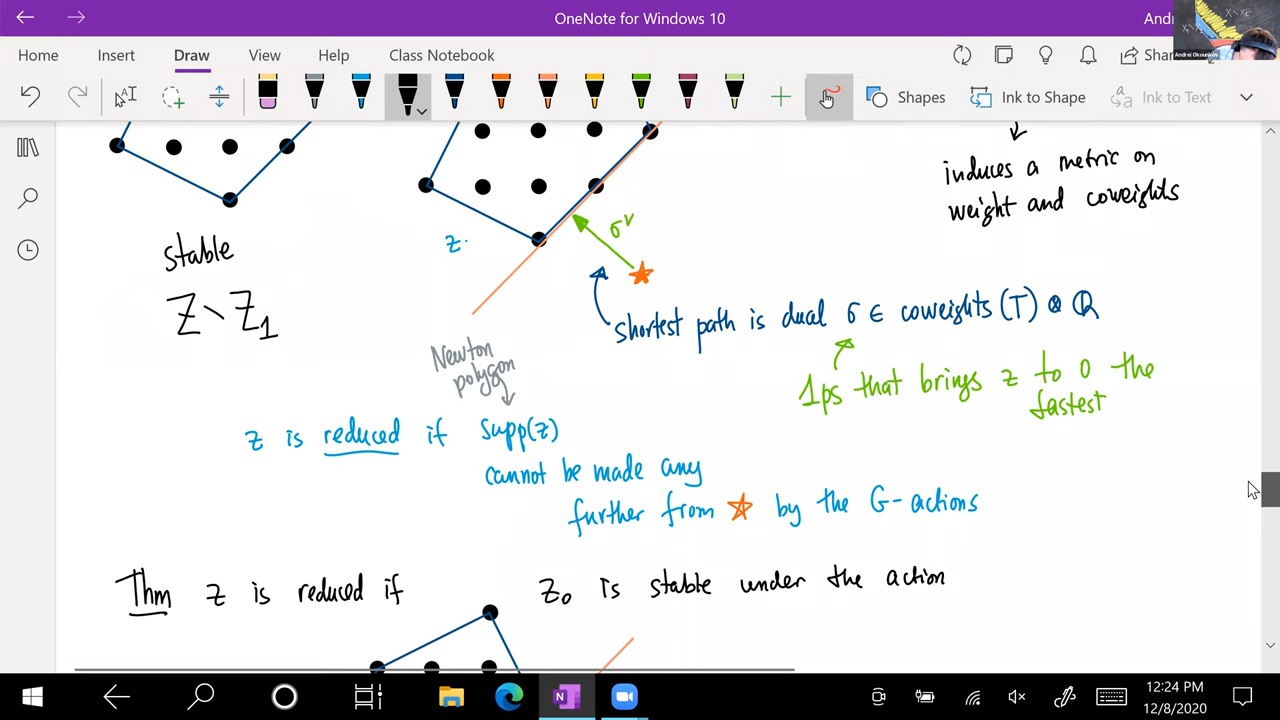 OneNote for Windows 10
Home Insert Draw View Help Class Notebook
Shapes Ink to Shape Ink to Text
induces a metric on
weight and coweights
stable
Z \ Z₁
z
σ^∨
Shortest path is dual σ ∈ coweights (T) ⊗ ℚ
1ps that brings z to 0 the
fastest
Newton
polygon
z is reduced if Supp(z)
cannot be made any
further from ☆ by the G-actions
Thm z is reduced if z₀ is stable under the action
12:24 PM
12/8/2020